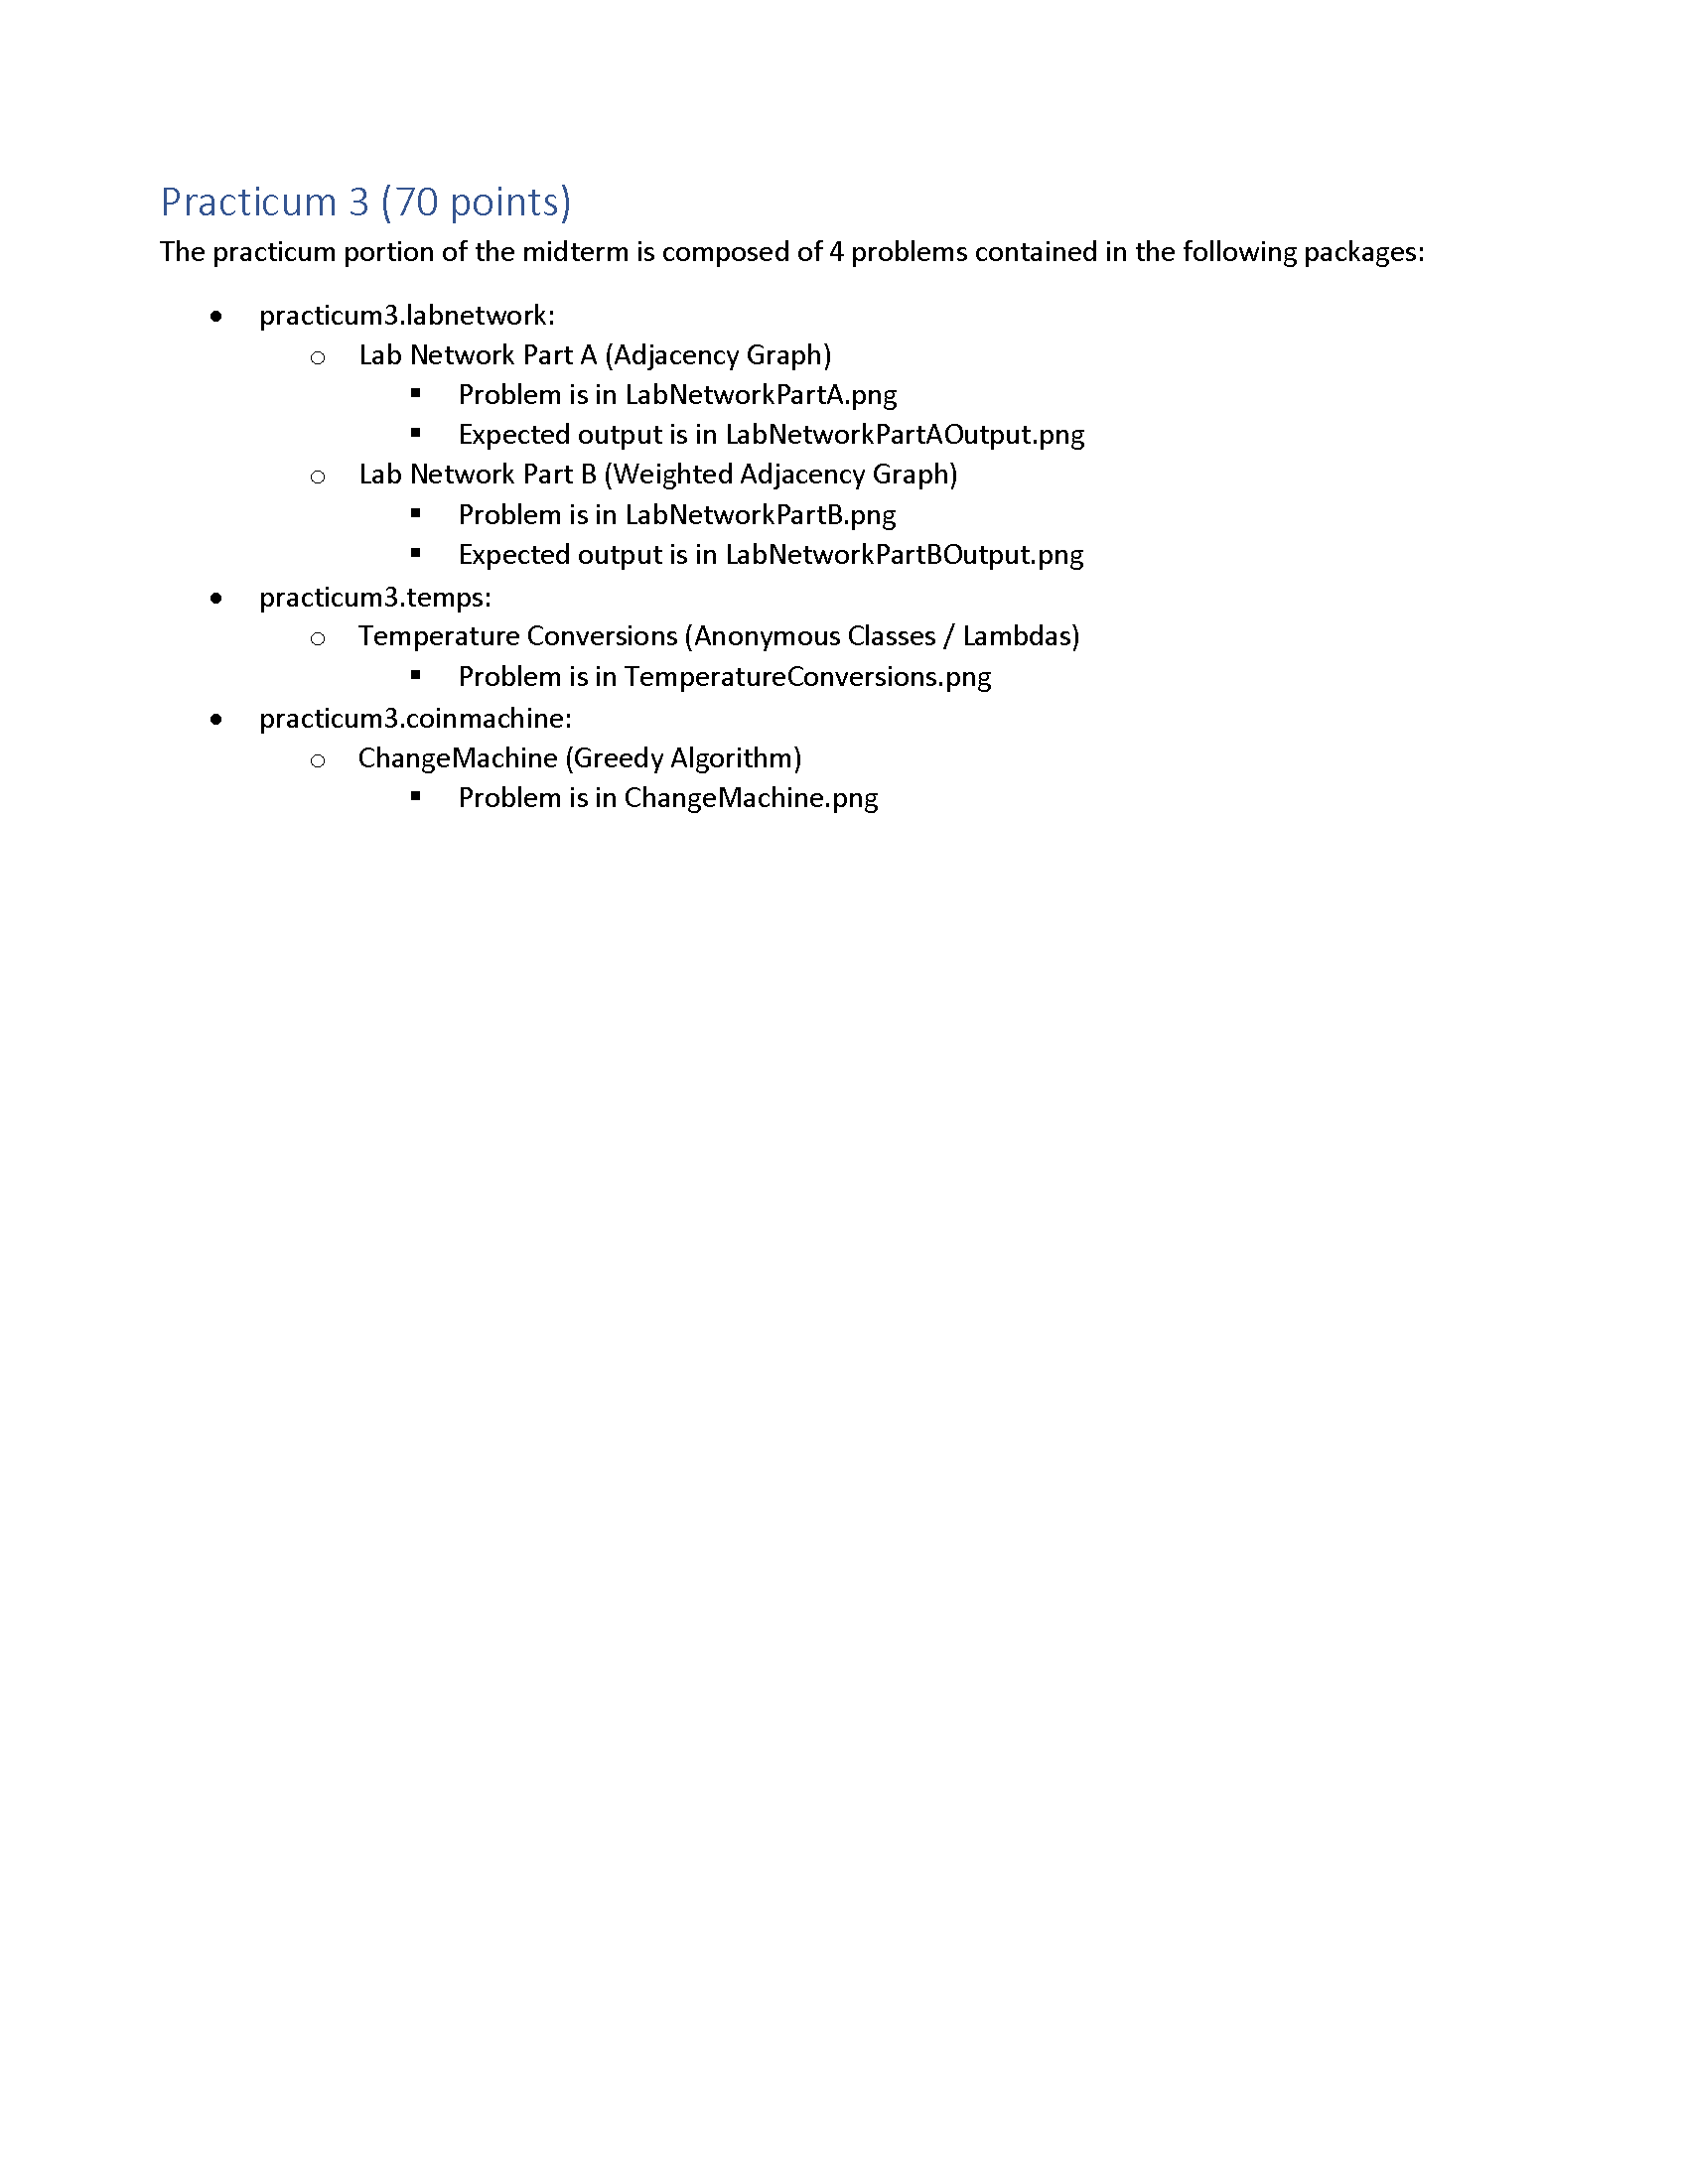 Practicum 3 (70 points)
The practicum portion of the midterm is composed of 4 problems contained in the following packages:
• practicum3.labnetwork:
o Lab Network Part A (Adjacency Graph)
▪ Problem is in LabNetworkPartA.png
▪ Expected output is in LabNetworkPartAOutput.png
o Lab Network Part B (Weighted Adjacency Graph)
▪ Problem is in LabNetworkPartB.png
▪ Expected output is in LabNetworkPartBOutput.png
• practicum3.temps:
o Temperature Conversions (Anonymous Classes / Lambdas)
▪ Problem is in TemperatureConversions.png
• practicum3.coinmachine:
o ChangeMachine (Greedy Algorithm)
▪ Problem is in ChangeMachine.png